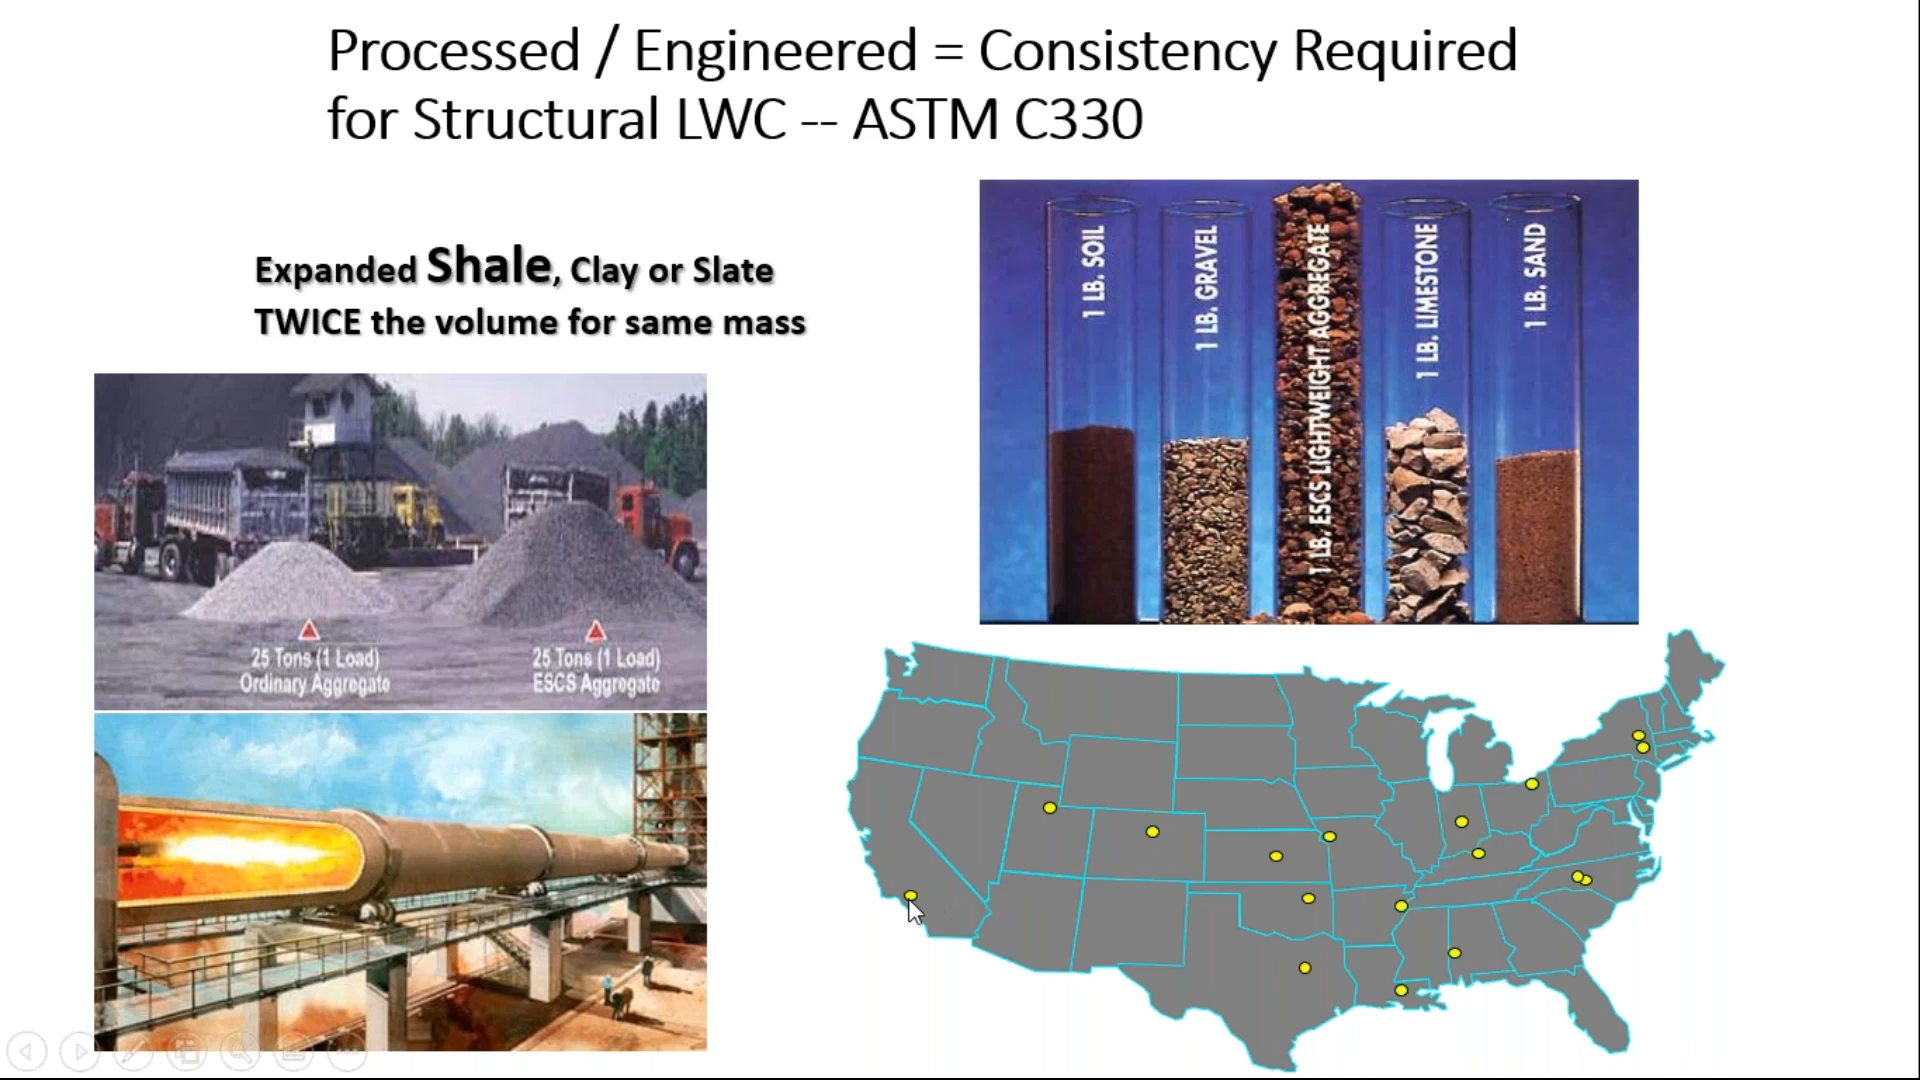 Processed / Engineered = Consistency Required
for Structural LWC -- ASTM C330
Expanded Shale, Clay or Slate
TWICE the volume for same mass
1 LB. SOIL
1 LB. GRAVEL
1 LB. ESCS LIGHTWEIGHT AGGREGATE
1 LB. LIMESTONE
1 LB. SAND
25 Tons (1 Load)
Ordinary Aggregate
25 Tons (1 Load)
ESCS Aggregate